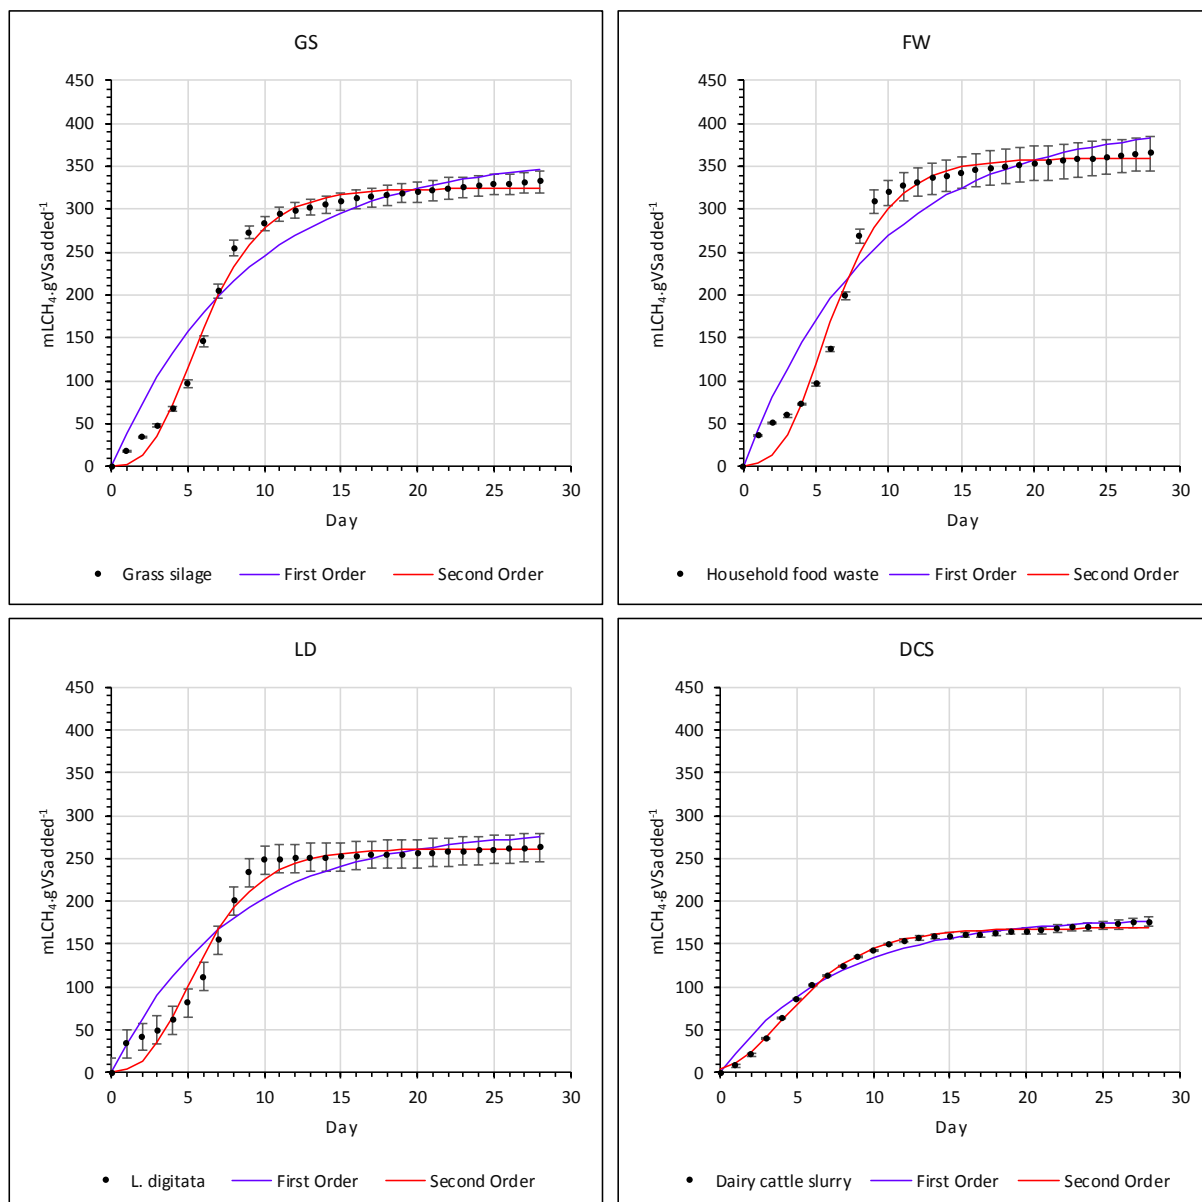 GS
450
400
350
300
250
200
150
100
50
0
mLCH₄.gVSadded⁻¹
0 5 10 15 20 25 30
Day
Grass silage First Order Second Order
FW
450
400
350
300
250
200
150
100
50
0
mLCH₄.gVSadded⁻¹
0 5 10 15 20 25 30
Day
Household food waste First Order Second Order
LD
450
400
350
300
250
200
150
100
50
0
mLCH₄.gVSadded⁻¹
0 5 10 15 20 25 30
Day
L. digitata First Order Second Order
DCS
450
400
350
300
250
200
150
100
50
0
mLCH₄.gVSadded⁻¹
0 5 10 15 20 25 30
Day
Dairy cattle slurry First Order Second Order